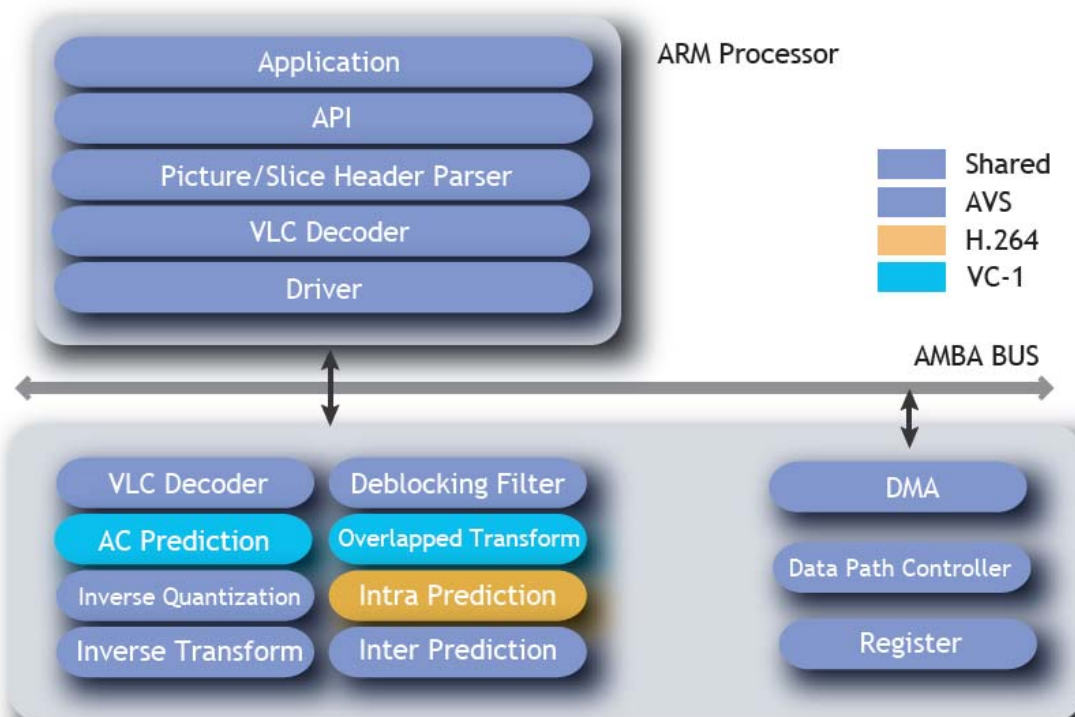 Application
API
Picture/Slice Header Parser
VLC Decoder
Driver
ARM Processor
Shared
AVS
H.264
VC-1
AMBA BUS
VLC Decoder
AC Prediction
Inverse Quantization
Inverse Transform
Deblocking Filter
Overlapped Transform
Intra Prediction
Inter Prediction
DMA
Data Path Controller
Register